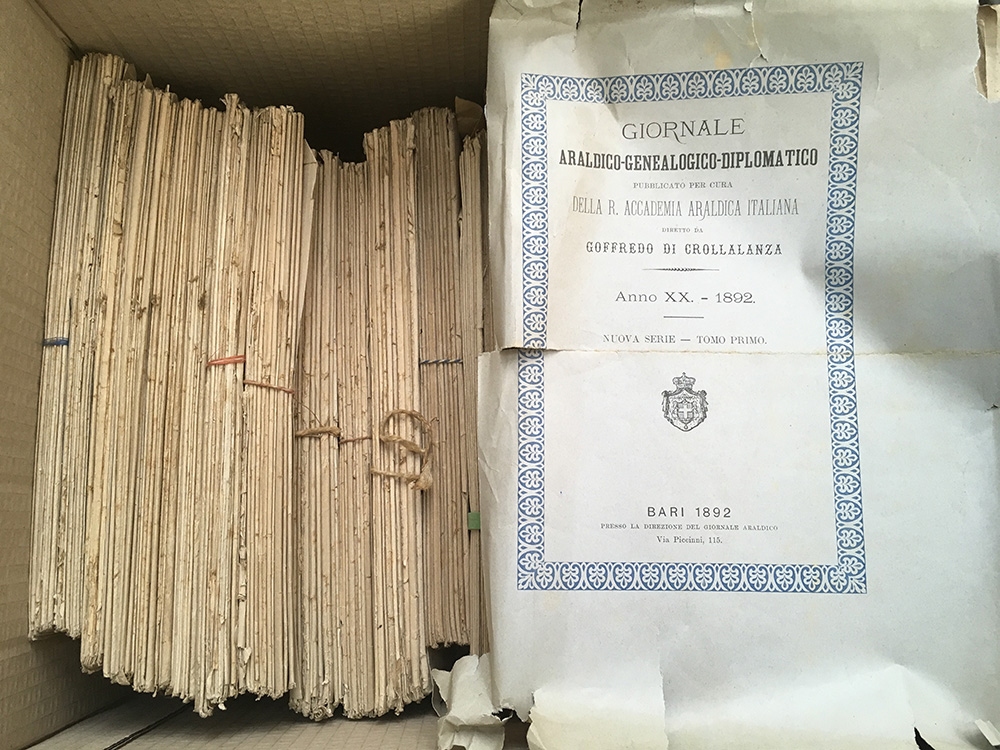 GIORNALE
ARALDICO-GENEALOGICO-DIPLOMATICO
PUBBLICATO PER CURA
DELLA R. ACCADEMIA ARALDICA ITALIANA
DIRETTO DA
GOFFREDO DI CROLLALANZA
Anno XX. - 1892.
NUOVA SERIE — TOMO PRIMO.
BARI 1892
PRESSO LA DIREZIONE DEL GIORNALE ARALDICO
Via Piccinni, 115.